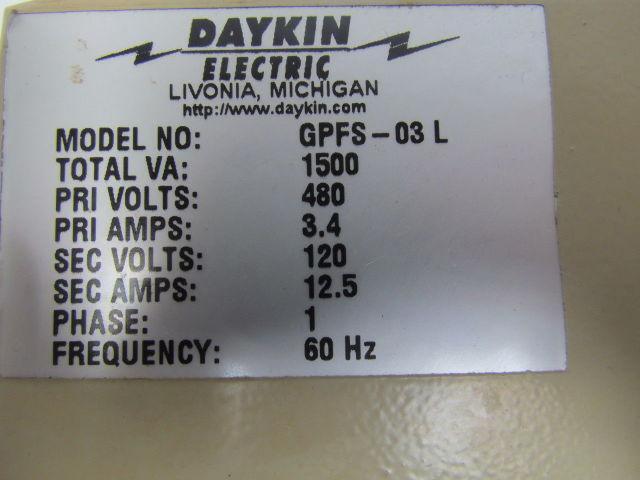 DAYKIN
ELECTRIC
LIVONIA, MICHIGAN
http://www.daykin.com
MODEL NO: GPFS-03 L
TOTAL VA: 1500
PRI VOLTS: 480
PRI AMPS: 3.4
SEC VOLTS: 120
SEC AMPS: 12.5
PHASE: 1
FREQUENCY: 60 Hz